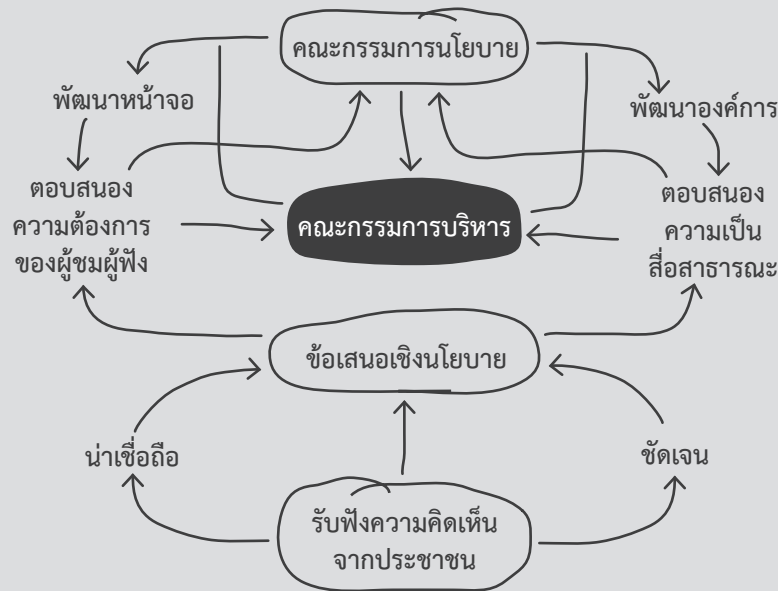 คณะกรรมการนโยบาย
พัฒนาหน้าจอ
พัฒนาองค์การ
ตอบสนอง
ความต้องการ
ของผู้ชมผู้ฟัง
คณะกรรมการบริหาร
ตอบสนอง
ความเป็น
สื่อสาธารณะ
ข้อเสนอเชิงนโยบาย
น่าเชื่อถือ
ชัดเจน
รับฟังความคิดเห็น
จากประชาชน